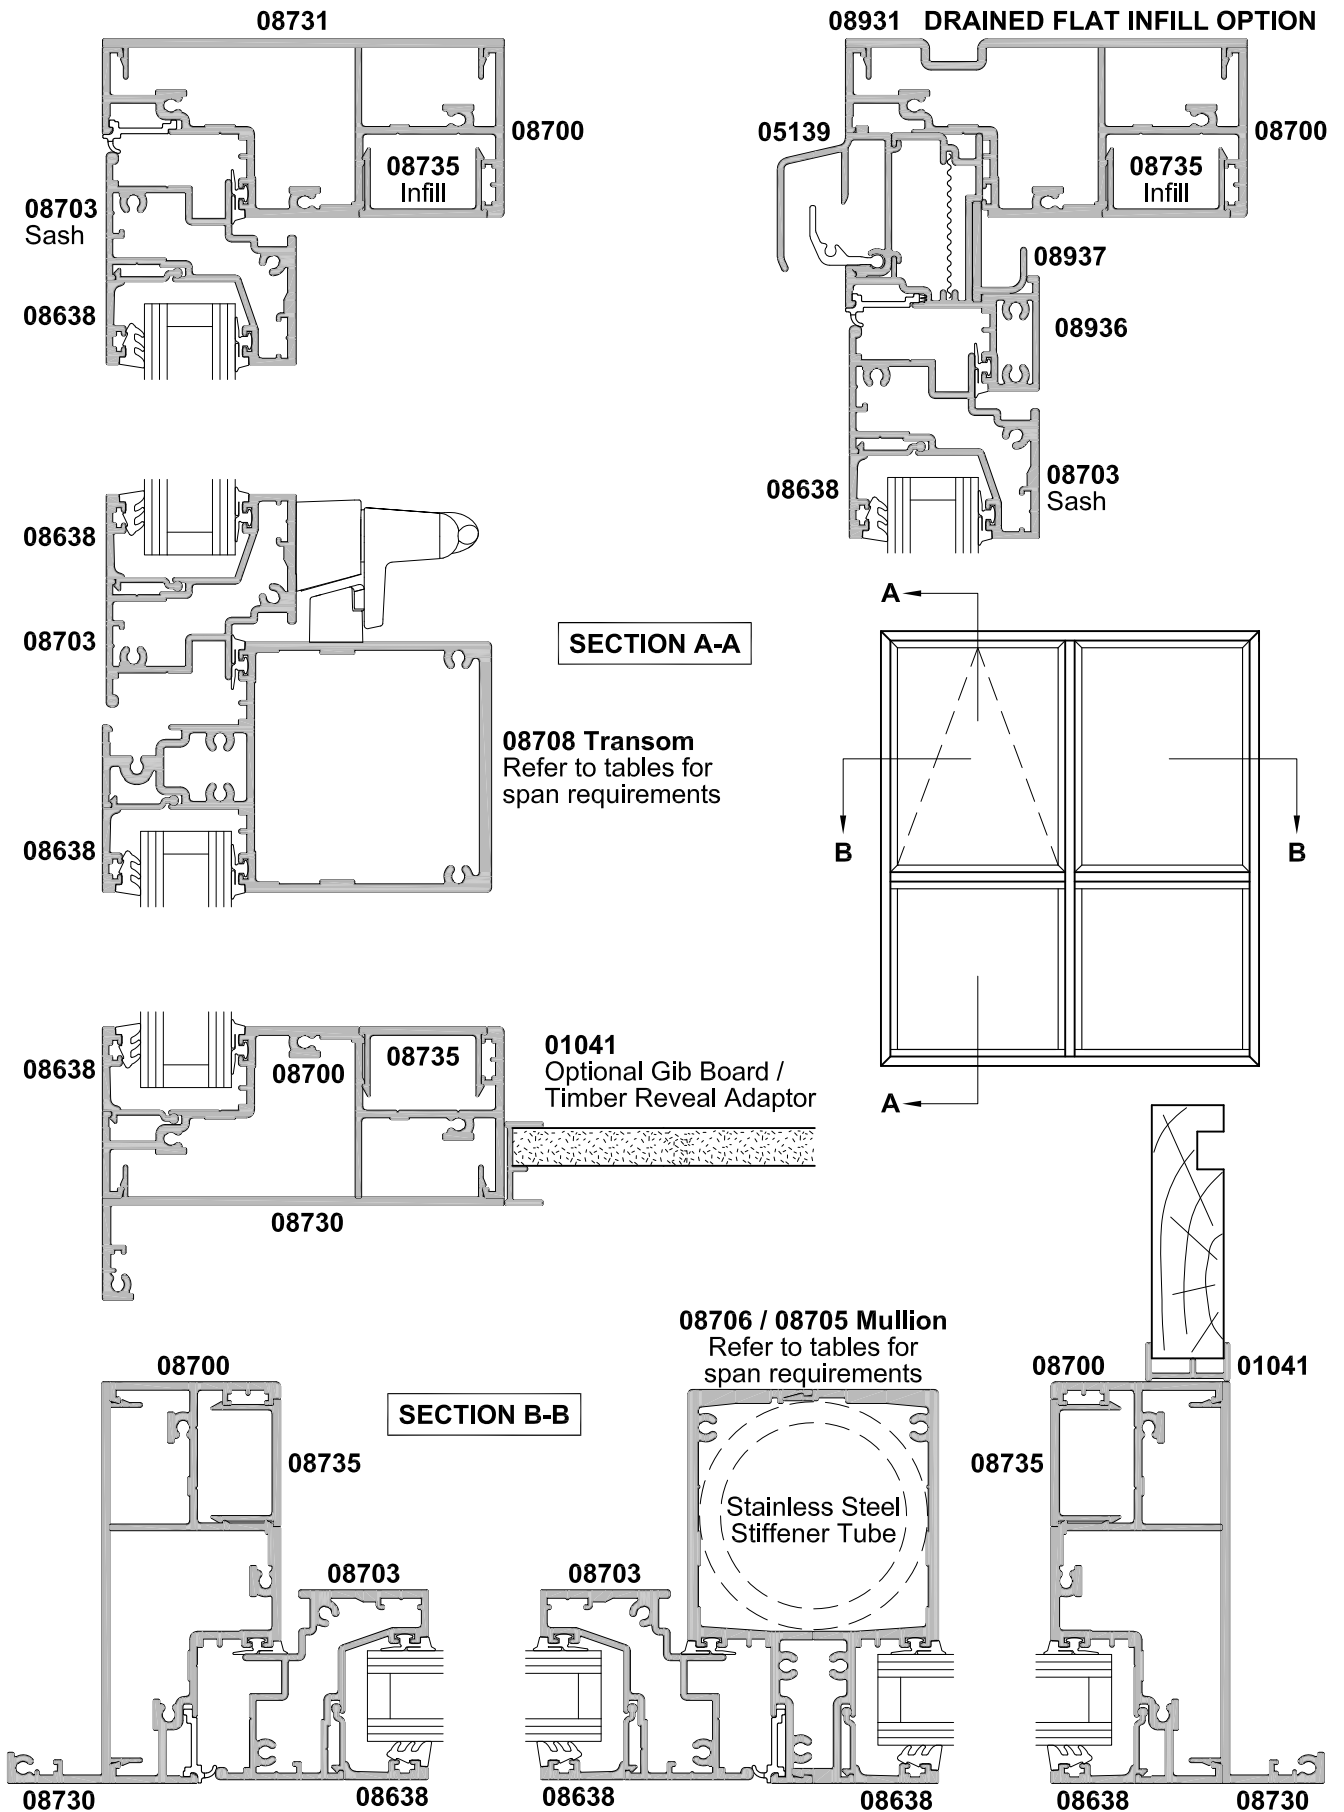 08731
08700
08735
Infill
08703
Sash
08638
08931 DRAINED FLAT INFILL OPTION
05139
08700
08735
Infill
08937
08936
08638
08703
Sash
08638
08703
SECTION A-A
08708 Transom
Refer to tables for
span requirements
08638
A
B
B
A
08638
08700
08735
01041
Optional Gib Board /
Timber Reveal Adaptor
08730
08700
SECTION B-B
08735
08703
08730
08638
08706 / 08705 Mullion
Refer to tables for
span requirements
Stainless Steel
Stiffener Tube
08703
08638
08638
08700
01041
08735
08638
08730